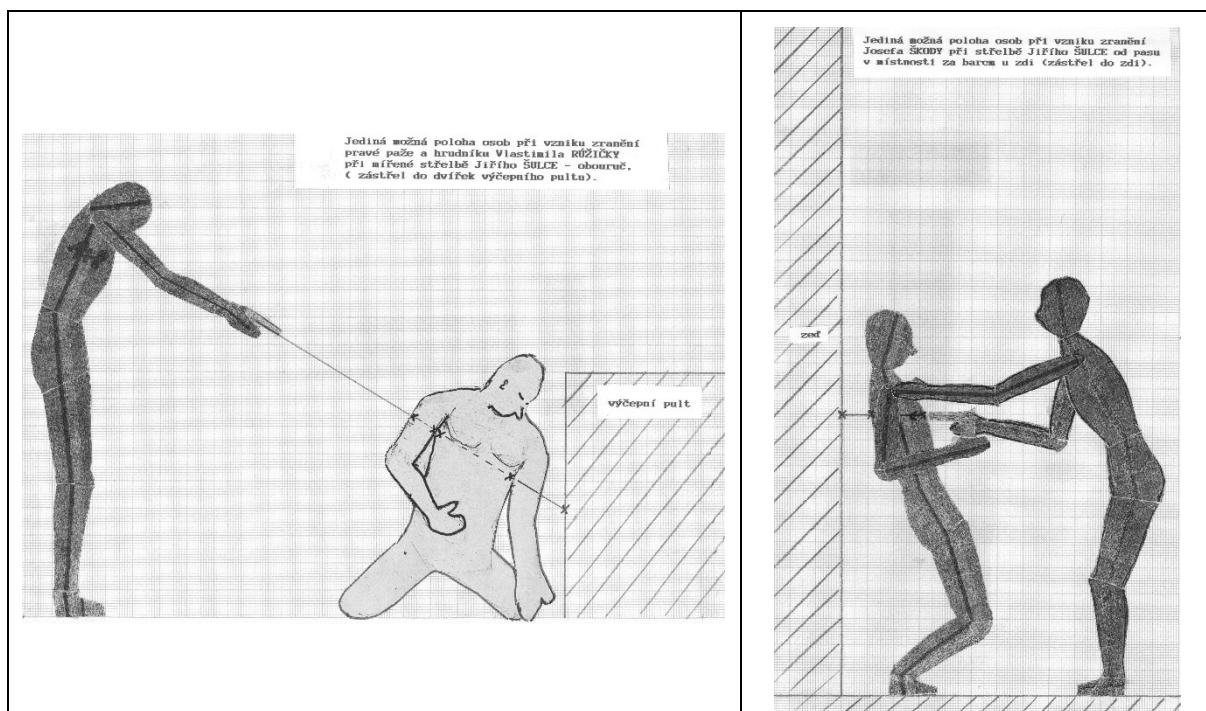 Jediná možná poloha osob při vzniku zranění
pravé paže a hrudníku Vlastimila RŮŽIČKY
při mířené střelbě Jiřího ŠULCE - obouruč,
( zástřel do dvířek výčepního pultu).
výčepní pult
Jediná možná poloha osob při vzniku zranění
Josefa ŠKODY při střelbě Jiřího ŠULCE od pasu
v místnosti za barem u zdi (zástřel do zdi).
zeď